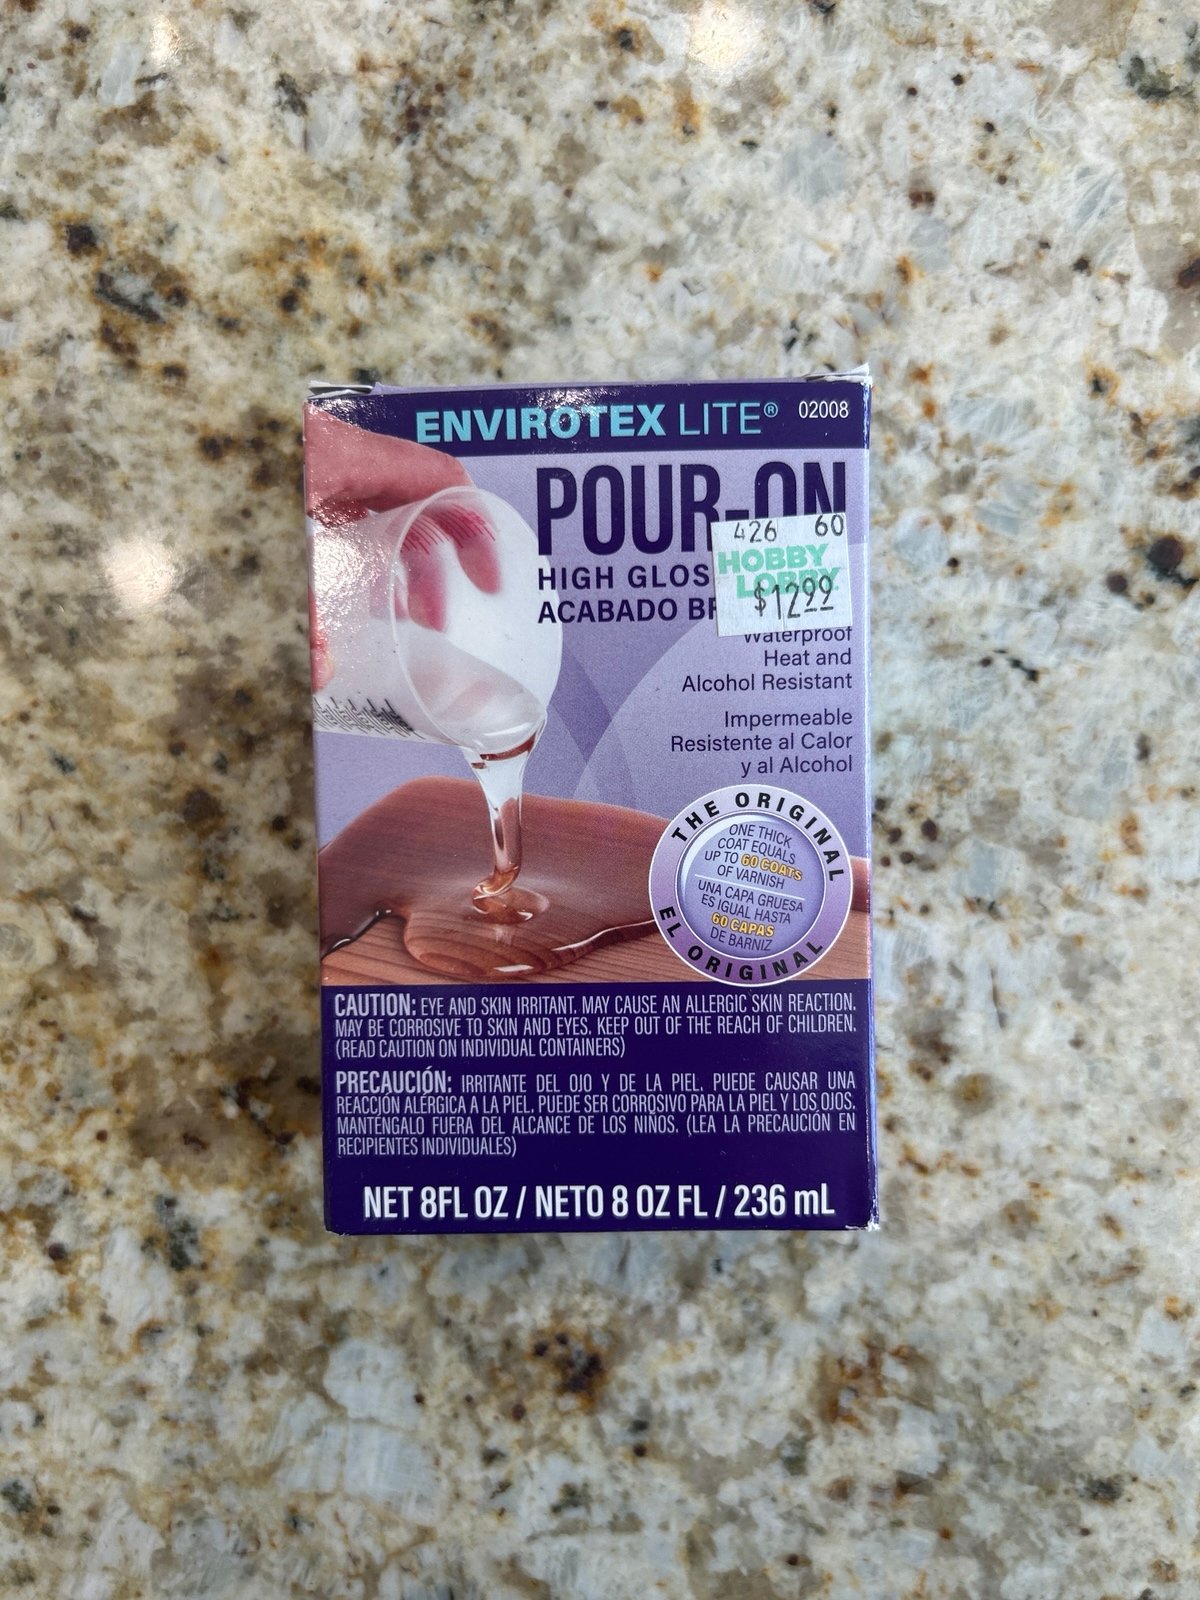 ENVIROTEX LITE® 02008
POUR-ON
426 60
HOBBY
LOBBY
$12.99
HIGH GLOS
ACABADO
Waterproof
Heat and
Alcohol Resistant
Impermeable
Resistente al Calor
y al Alcohol
THE ORIGINAL
ONE THICK
COAT EQUALS
UP TO 60 COATS
OF VARNISH
UNA CAPA GRUESA
ES IGUAL HASTA
60 CAPAS
DE BARNIZ
EL ORIGINAL
CAUTION: EYE AND SKIN IRRITANT. MAY CAUSE AN ALLERGIC SKIN REACTION.
MAY BE CORROSIVE TO SKIN AND EYES. KEEP OUT OF THE REACH OF CHILDREN.
(READ CAUTION ON INDIVIDUAL CONTAINERS)
PRECAUCIÓN: IRRITANTE DEL OJO Y DE LA PIEL. PUEDE CAUSAR UNA
REACCIÓN ALÉRGICA A LA PIEL. PUEDE SER CORROSIVO PARA LA PIEL Y LOS OJOS.
MANTÉNGALO FUERA DEL ALCANCE DE LOS NIÑOS. (LEA LA PRECAUCIÓN EN
RECIPIENTES INDIVIDUALES)
NET 8FL OZ / NETO 8 OZ FL / 236 mL